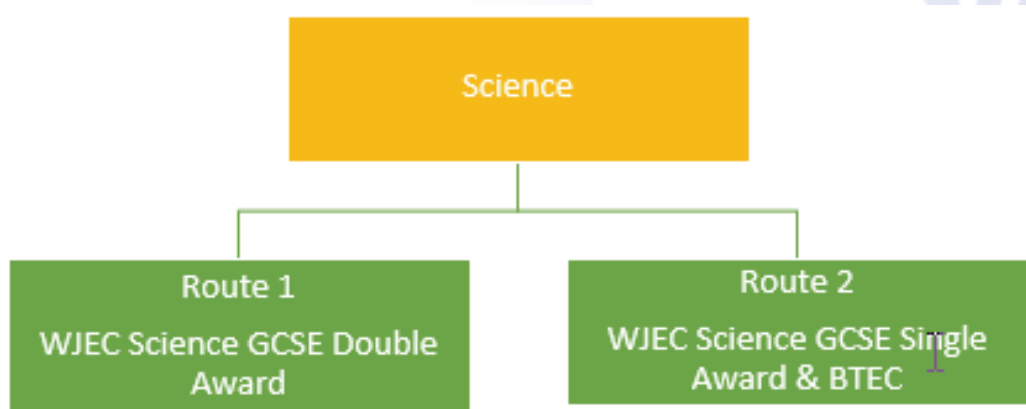 Science
Route 1
WJEC Science GCSE Double
Award
Route 2
WJEC Science GCSE Single
Award & BTEC